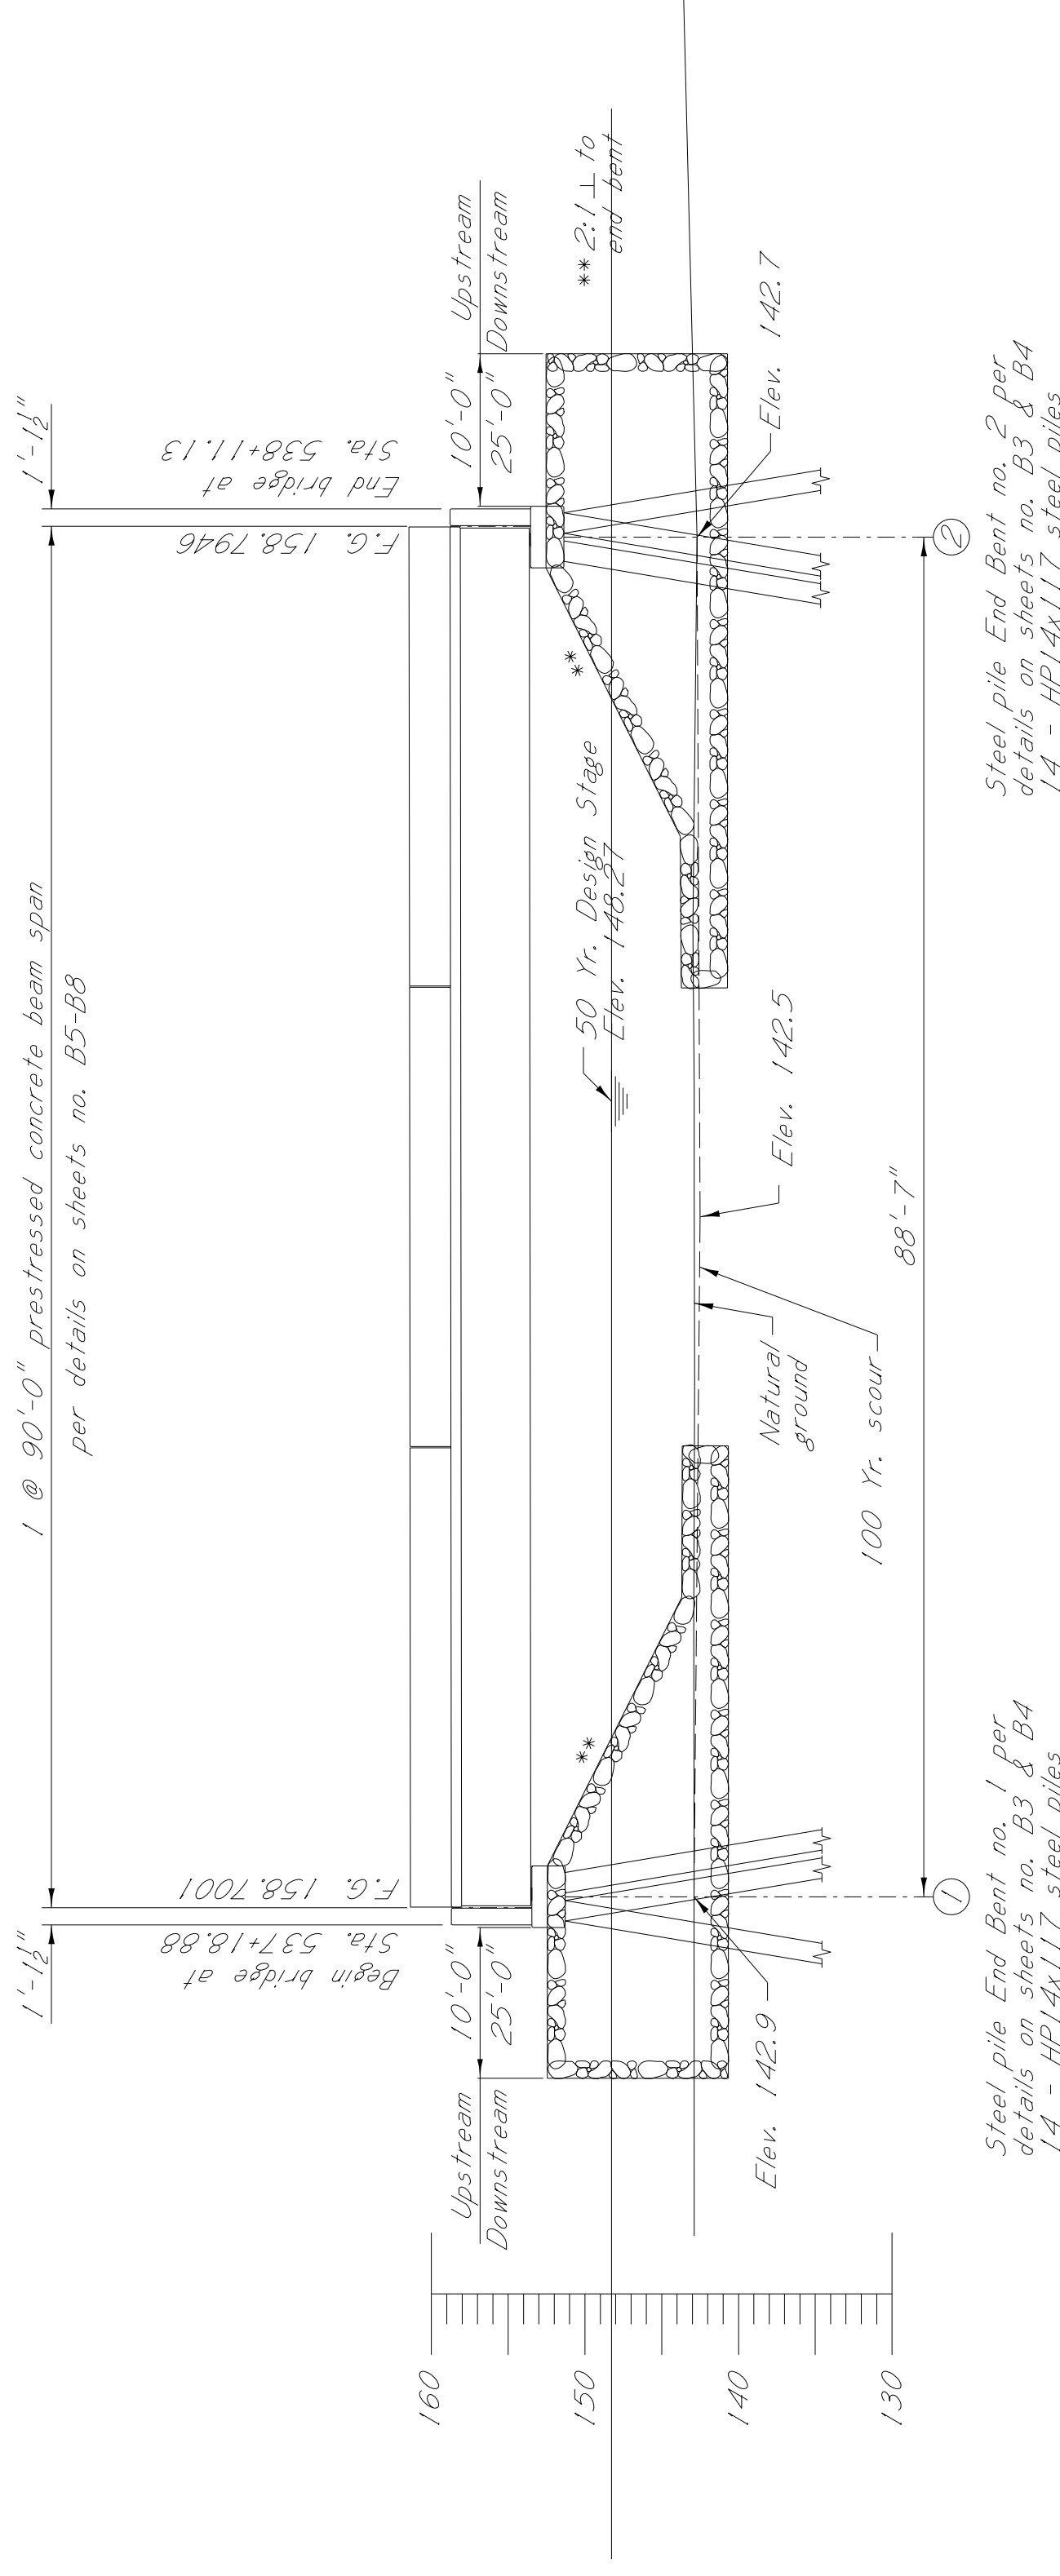 1 @ 90'-0" prestressed concrete beam span
per details on sheets no. B5-B8
1'-1½"
1'-1½"
Begin bridge at
Sta. 537+18.88
F.G. 158.7001
End bridge at
Sta. 538+11.13
F.G. 158.7946
10'-0"
25'-0"
Upstream
Downstream
10'-0"
25'-0"
Upstream
Downstream
** 2:1 ⊥ to
end bent
**
**
50 Yr. Design Stage
Elev. 148.27
Elev. 142.9
Natural
ground
100 Yr. scour
Elev. 142.5
Elev. 142.7
88'-7"
1
2
160
150
140
130
Steel pile End Bent no. 1 per
details on sheets no. B3 & B4
14 - HP14x117 steel piles
Steel pile End Bent no. 2 per
details on sheets no. B3 & B4
14 - HP14x117 steel piles